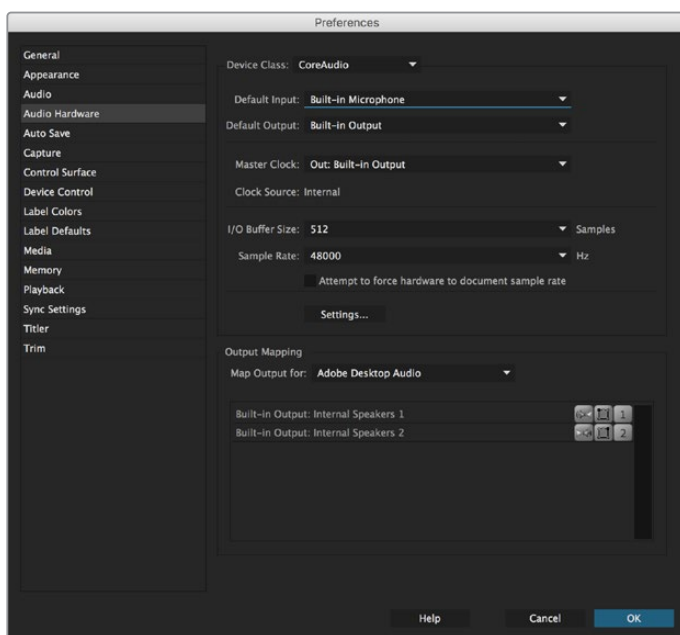 Preferences
General
Appearance
Audio
Audio Hardware
Auto Save
Capture
Control Surface
Device Control
Label Colors
Label Defaults
Media
Memory
Playback
Sync Settings
Titler
Trim
Device Class: CoreAudio
Default Input: Built-in Microphone
Default Output: Built-in Output
Master Clock: Out: Built-in Output
Clock Source: Internal
I/O Buffer Size: 512 Samples
Sample Rate: 48000 Hz
Attempt to force hardware to document sample rate
Settings...
Output Mapping
Map Output for: Adobe Desktop Audio
Built-in Output: Internal Speakers 1 1
Built-in Output: Internal Speakers 2 2
Help Cancel OK